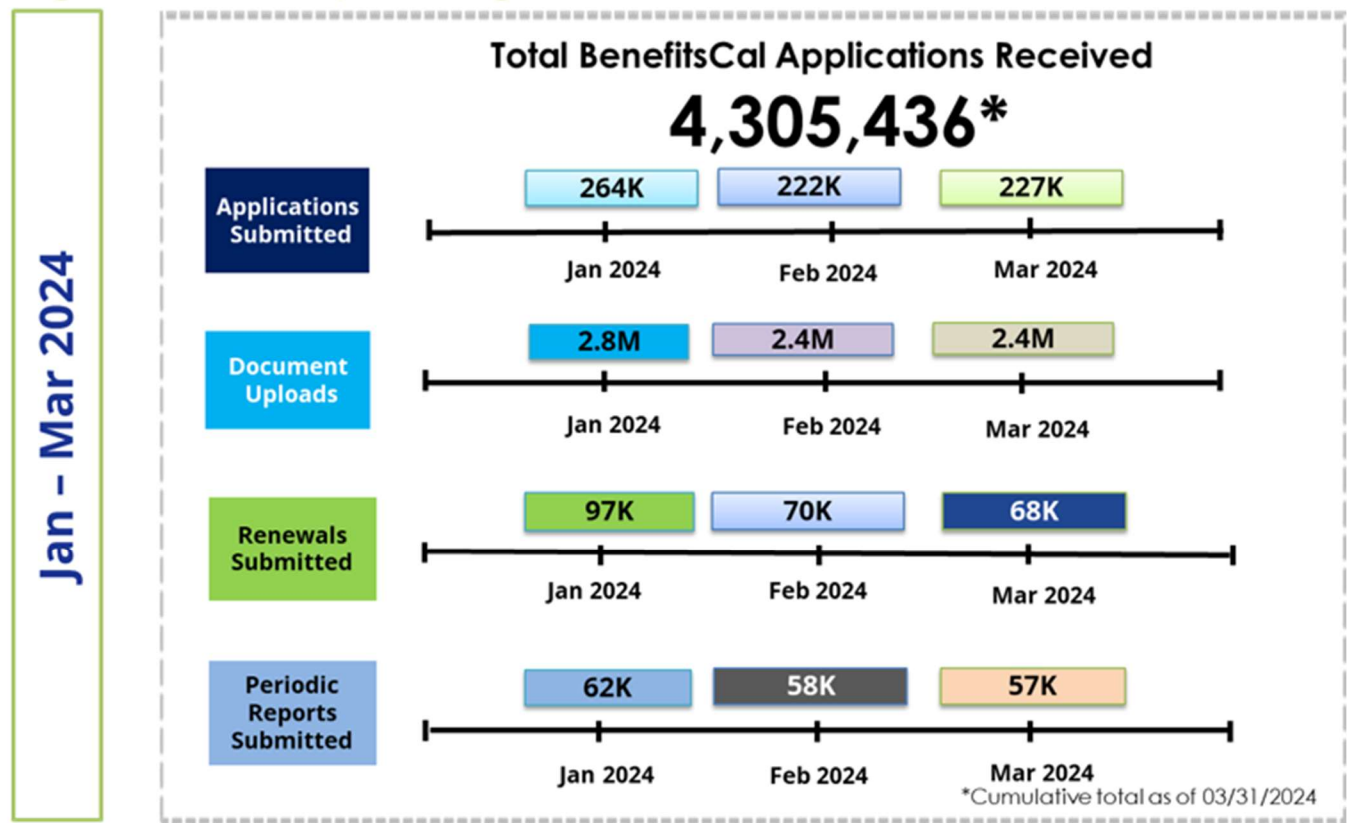 Jan – Mar 2024
Total BenefitsCal Applications Received
4,305,436*
Applications
Submitted
264K
222K
227K
Jan 2024
Feb 2024
Mar 2024
Document
Uploads
2.8M
2.4M
2.4M
Jan 2024
Feb 2024
Mar 2024
Renewals
Submitted
97K
70K
68K
Jan 2024
Feb 2024
Mar 2024
Periodic
Reports
Submitted
62K
58K
57K
Jan 2024
Feb 2024
Mar 2024
*Cumulative total as of 03/31/2024